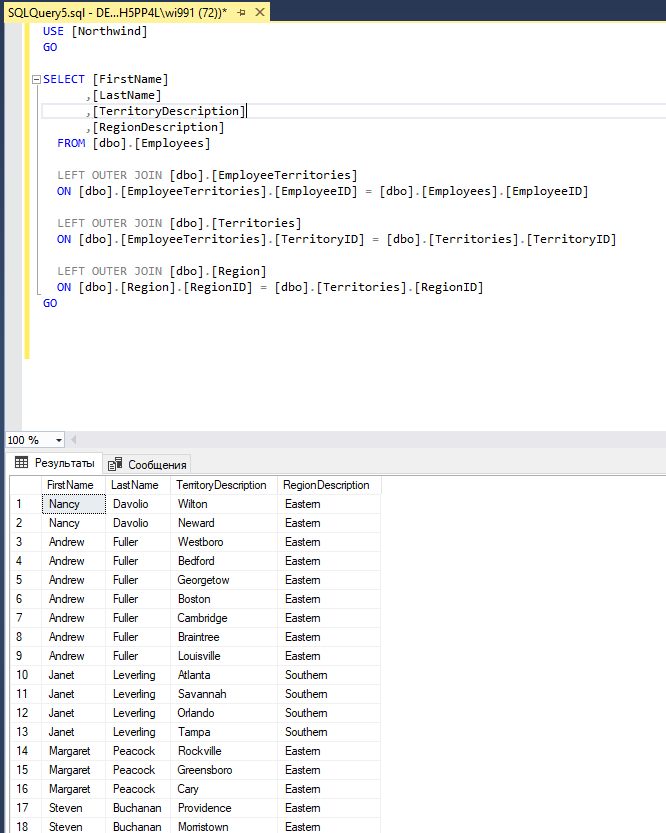 SQLQuery5.sql - DE...H5PP4L\wi991 (72))*
USE [Northwind]
GO
SELECT [FirstName]
,[LastName]
,[TerritoryDescription]
,[RegionDescription]
FROM [dbo].[Employees]
LEFT OUTER JOIN [dbo].[EmployeeTerritories]
ON [dbo].[EmployeeTerritories].[EmployeeID] = [dbo].[Employees].[EmployeeID]
LEFT OUTER JOIN [dbo].[Territories]
ON [dbo].[EmployeeTerritories].[TerritoryID] = [dbo].[Territories].[TerritoryID]
LEFT OUTER JOIN [dbo].[Region]
ON [dbo].[Region].[RegionID] = [dbo].[Territories].[RegionID]
GO
100 %
Результаты Сообщения
FirstName LastName TerritoryDescription RegionDescription
1 Nancy Davolio Wilton Eastern
2 Nancy Davolio Neward Eastern
3 Andrew Fuller Westboro Eastern
4 Andrew Fuller Bedford Eastern
5 Andrew Fuller Georgetow Eastern
6 Andrew Fuller Boston Eastern
7 Andrew Fuller Cambridge Eastern
8 Andrew Fuller Braintree Eastern
9 Andrew Fuller Louisville Eastern
10 Janet Leverling Atlanta Southern
11 Janet Leverling Savannah Southern
12 Janet Leverling Orlando Southern
13 Janet Leverling Tampa Southern
14 Margaret Peacock Rockville Eastern
15 Margaret Peacock Greensboro Eastern
16 Margaret Peacock Cary Eastern
17 Steven Buchanan Providence Eastern
18 Steven Buchanan Morristown Eastern